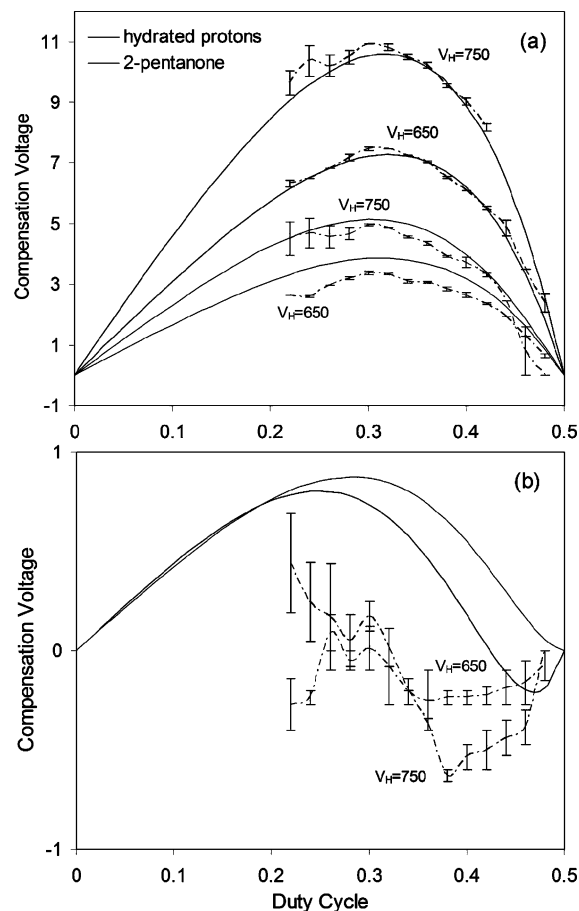 hydrated protons
2-pentanone
(a)
VH=750
VH=650
VH=750
VH=650
Compensation Voltage
11
9
7
5
3
1
-1
0 0.1 0.2 0.3 0.4 0.5
(b)
VH=650
VH=750
Compensation Voltage
1
0
-1
0 0.1 0.2 0.3 0.4 0.5
Duty Cycle